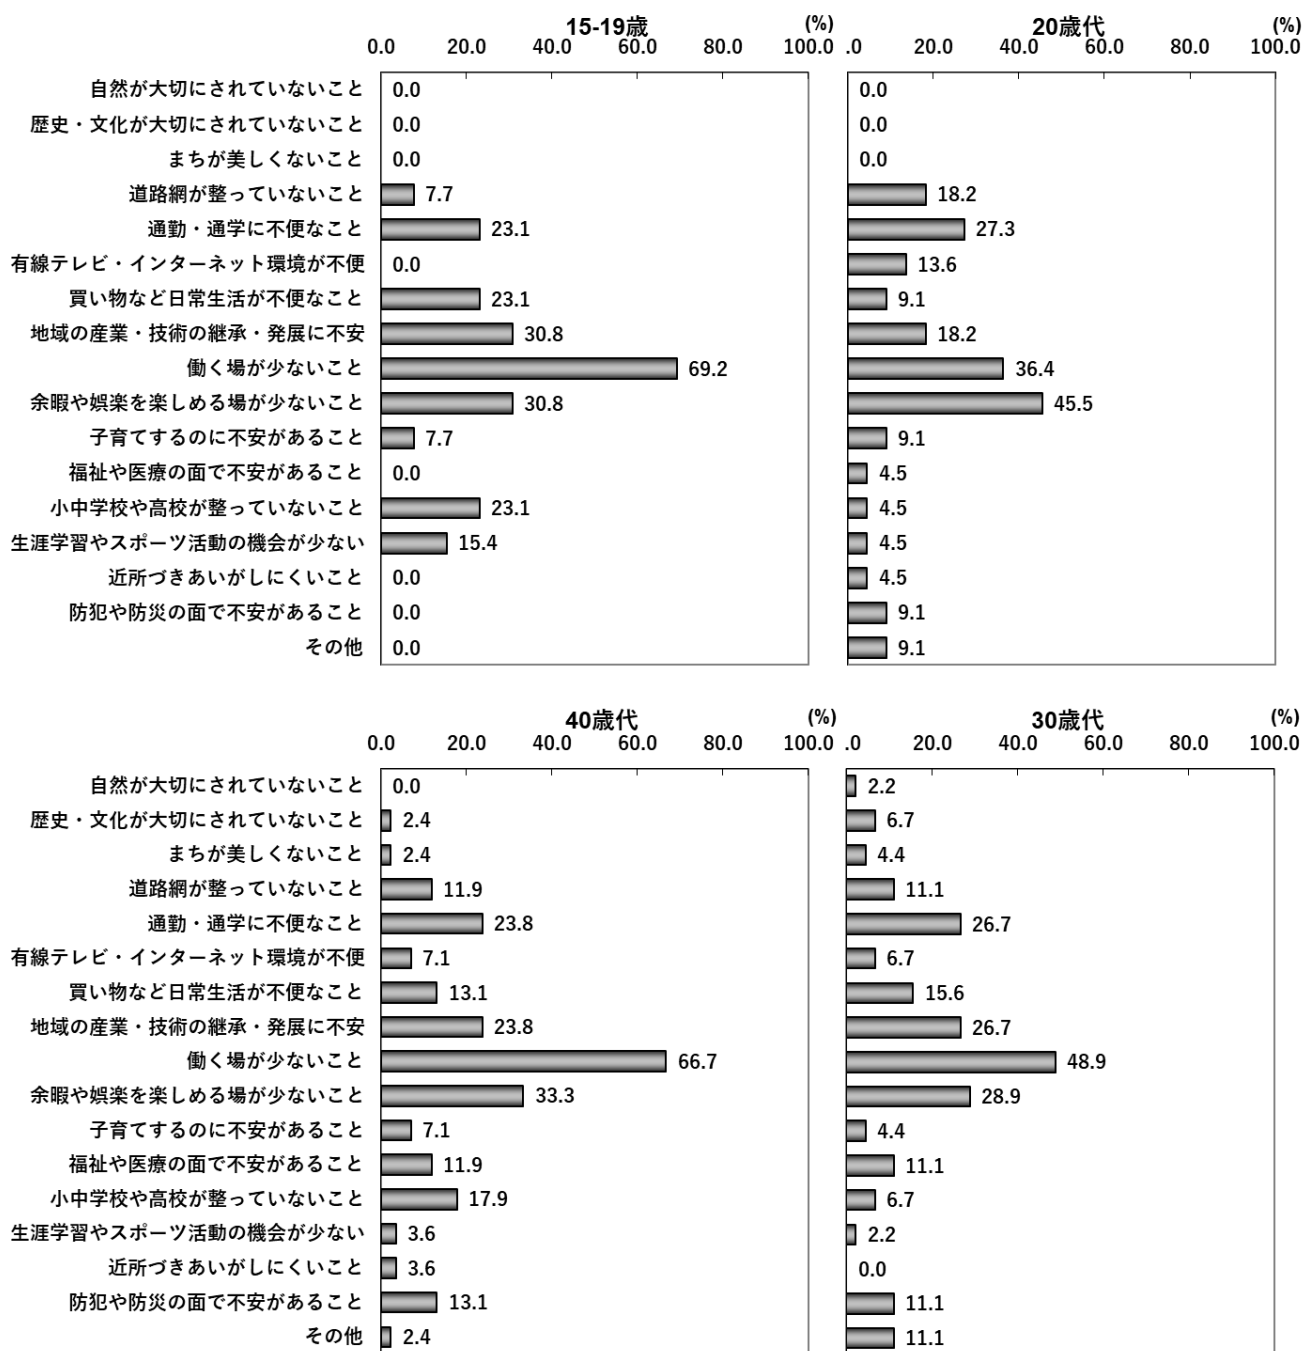 15-19歳 (%)
0.0 20.0 40.0 60.0 80.0 100.0
20歳代 (%)
.0 20.0 40.0 60.0 80.0 100.0
自然が大切にされていないこと 0.0 0.0
歴史・文化が大切にされていないこと 0.0 0.0
まちが美しくないこと 0.0 0.0
道路網が整っていないこと 7.7 18.2
通勤・通学に不便なこと 23.1 27.3
有線テレビ・インターネット環境が不便 0.0 13.6
買い物など日常生活が不便なこと 23.1 9.1
地域の産業・技術の継承・発展に不安 30.8 18.2
働く場が少ないこと 69.2 36.4
余暇や娯楽を楽しめる場が少ないこと 30.8 45.5
子育てするのに不安があること 7.7 9.1
福祉や医療の面で不安があること 0.0 4.5
小中学校や高校が整っていないこと 23.1 4.5
生涯学習やスポーツ活動の機会が少ない 15.4 4.5
近所づきあいがしにくいこと 0.0 4.5
防犯や防災の面で不安があること 0.0 9.1
その他 0.0 9.1
40歳代 (%)
0.0 20.0 40.0 60.0 80.0 100.0
30歳代 (%)
.0 20.0 40.0 60.0 80.0 100.0
自然が大切にされていないこと 0.0 2.2
歴史・文化が大切にされていないこと 2.4 6.7
まちが美しくないこと 2.4 4.4
道路網が整っていないこと 11.9 11.1
通勤・通学に不便なこと 23.8 26.7
有線テレビ・インターネット環境が不便 7.1 6.7
買い物など日常生活が不便なこと 13.1 15.6
地域の産業・技術の継承・発展に不安 23.8 26.7
働く場が少ないこと 66.7 48.9
余暇や娯楽を楽しめる場が少ないこと 33.3 28.9
子育てするのに不安があること 7.1 4.4
福祉や医療の面で不安があること 11.9 11.1
小中学校や高校が整っていないこと 17.9 6.7
生涯学習やスポーツ活動の機会が少ない 3.6 2.2
近所づきあいがしにくいこと 3.6 0.0
防犯や防災の面で不安があること 13.1 11.1
その他 2.4 11.1